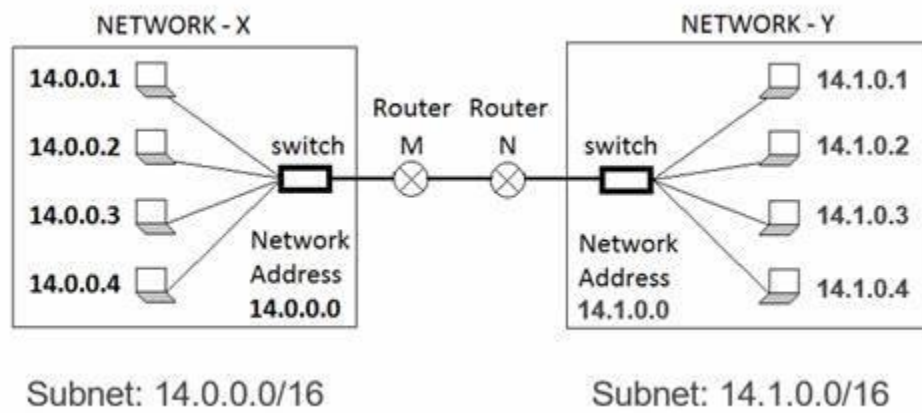 NETWORK - X
14.0.0.1
14.0.0.2
14.0.0.3
14.0.0.4
switch
Network
Address
14.0.0.0
Router
M
Router
N
NETWORK - Y
switch
Network
Address
14.1.0.0
14.1.0.1
14.1.0.2
14.1.0.3
14.1.0.4
Subnet: 14.0.0.0/16
Subnet: 14.1.0.0/16